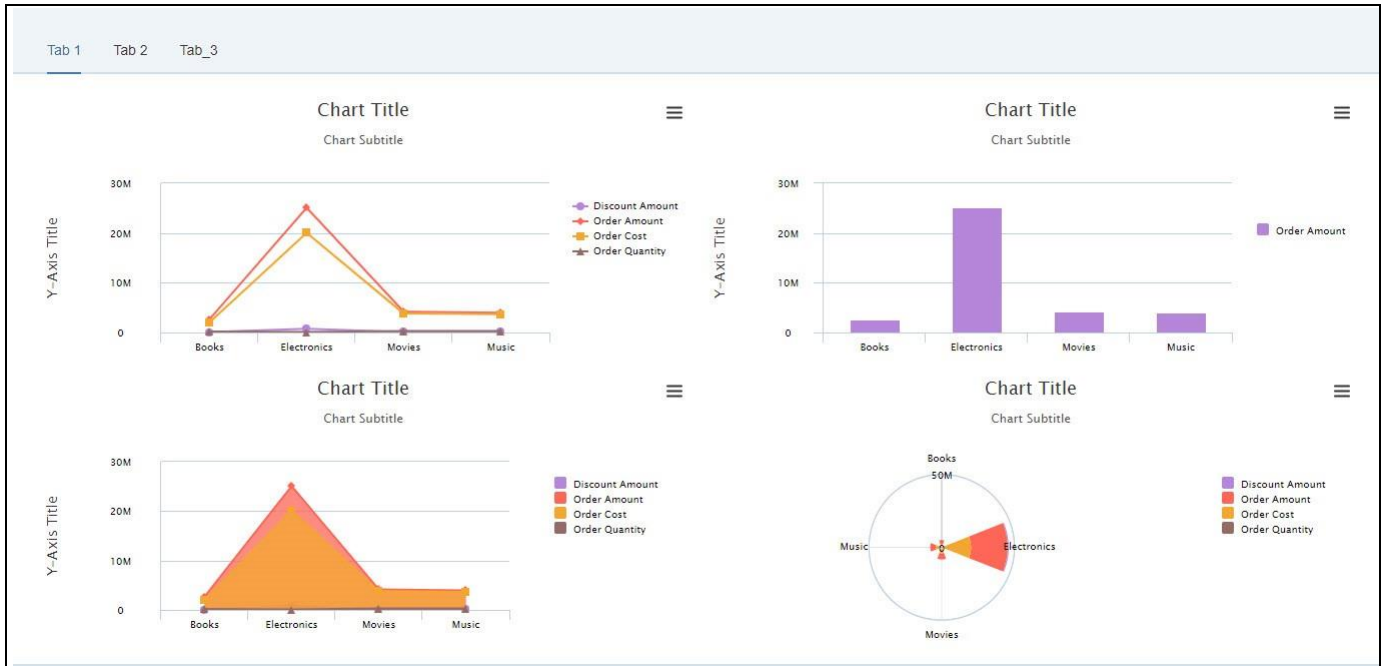 Tab 1 Tab 2 Tab_3
Chart Title
Chart Subtitle
Y-Axis Title
30M
20M
10M
0
Books Electronics Movies Music
Discount Amount
Order Amount
Order Cost
Order Quantity
Chart Title
Chart Subtitle
Y-Axis Title
30M
20M
10M
0
Books Electronics Movies Music
Order Amount
Chart Title
Chart Subtitle
Y-Axis Title
30M
20M
10M
0
Books Electronics Movies Music
Discount Amount
Order Amount
Order Cost
Order Quantity
Chart Title
Chart Subtitle
Books
50M
Music 0 Electronics
Movies
Discount Amount
Order Amount
Order Cost
Order Quantity